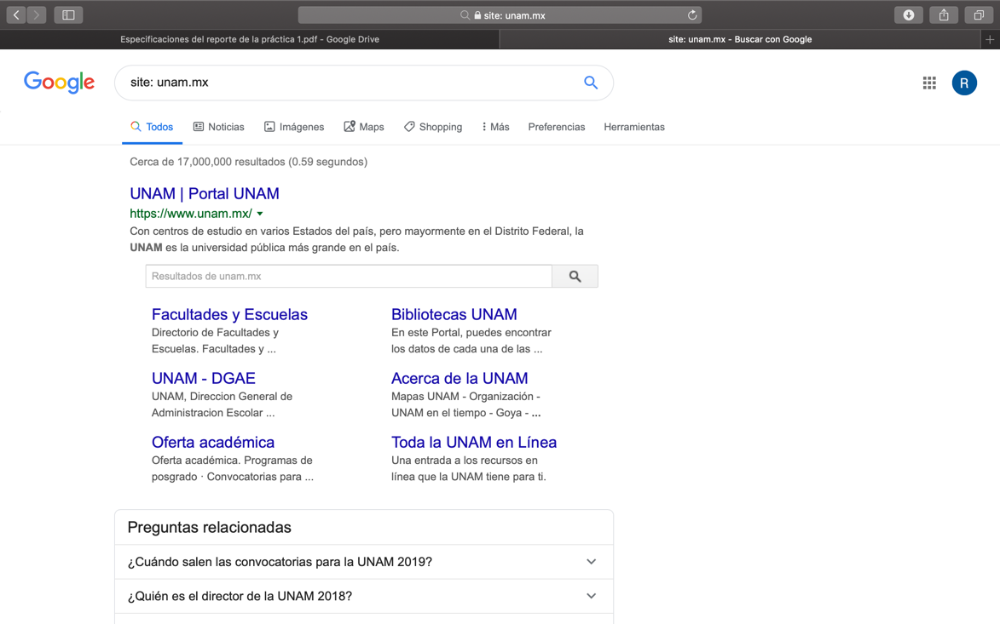 site: unam.mx
Especificaciones del reporte de la práctica 1.pdf - Google Drive
site: unam.mx - Buscar con Google
Google
site: unam.mx
R
Todos
Noticias
Imágenes
Maps
Shopping
Más
Preferencias
Herramientas
Cerca de 17,000,000 resultados (0.59 segundos)
UNAM | Portal UNAM
https://www.unam.mx/
Con centros de estudio en varios Estados del país, pero mayormente en el Distrito Federal, la
UNAM es la universidad pública más grande en el país.
Resultados de unam.mx
Facultades y Escuelas
Directorio de Facultades y
Escuelas. Facultades y ...
Bibliotecas UNAM
En este Portal, puedes encontrar
los datos de cada una de las ...
UNAM - DGAE
UNAM, Direccion General de
Administracion Escolar ...
Acerca de la UNAM
Mapas UNAM - Organización -
UNAM en el tiempo - Goya - ...
Oferta académica
Oferta académica. Programas de
posgrado · Convocatorias para ...
Toda la UNAM en Línea
Una entrada a los recursos en
línea que la UNAM tiene para ti.
Preguntas relacionadas
¿Cuándo salen las convocatorias para la UNAM 2019?
¿Quién es el director de la UNAM 2018?